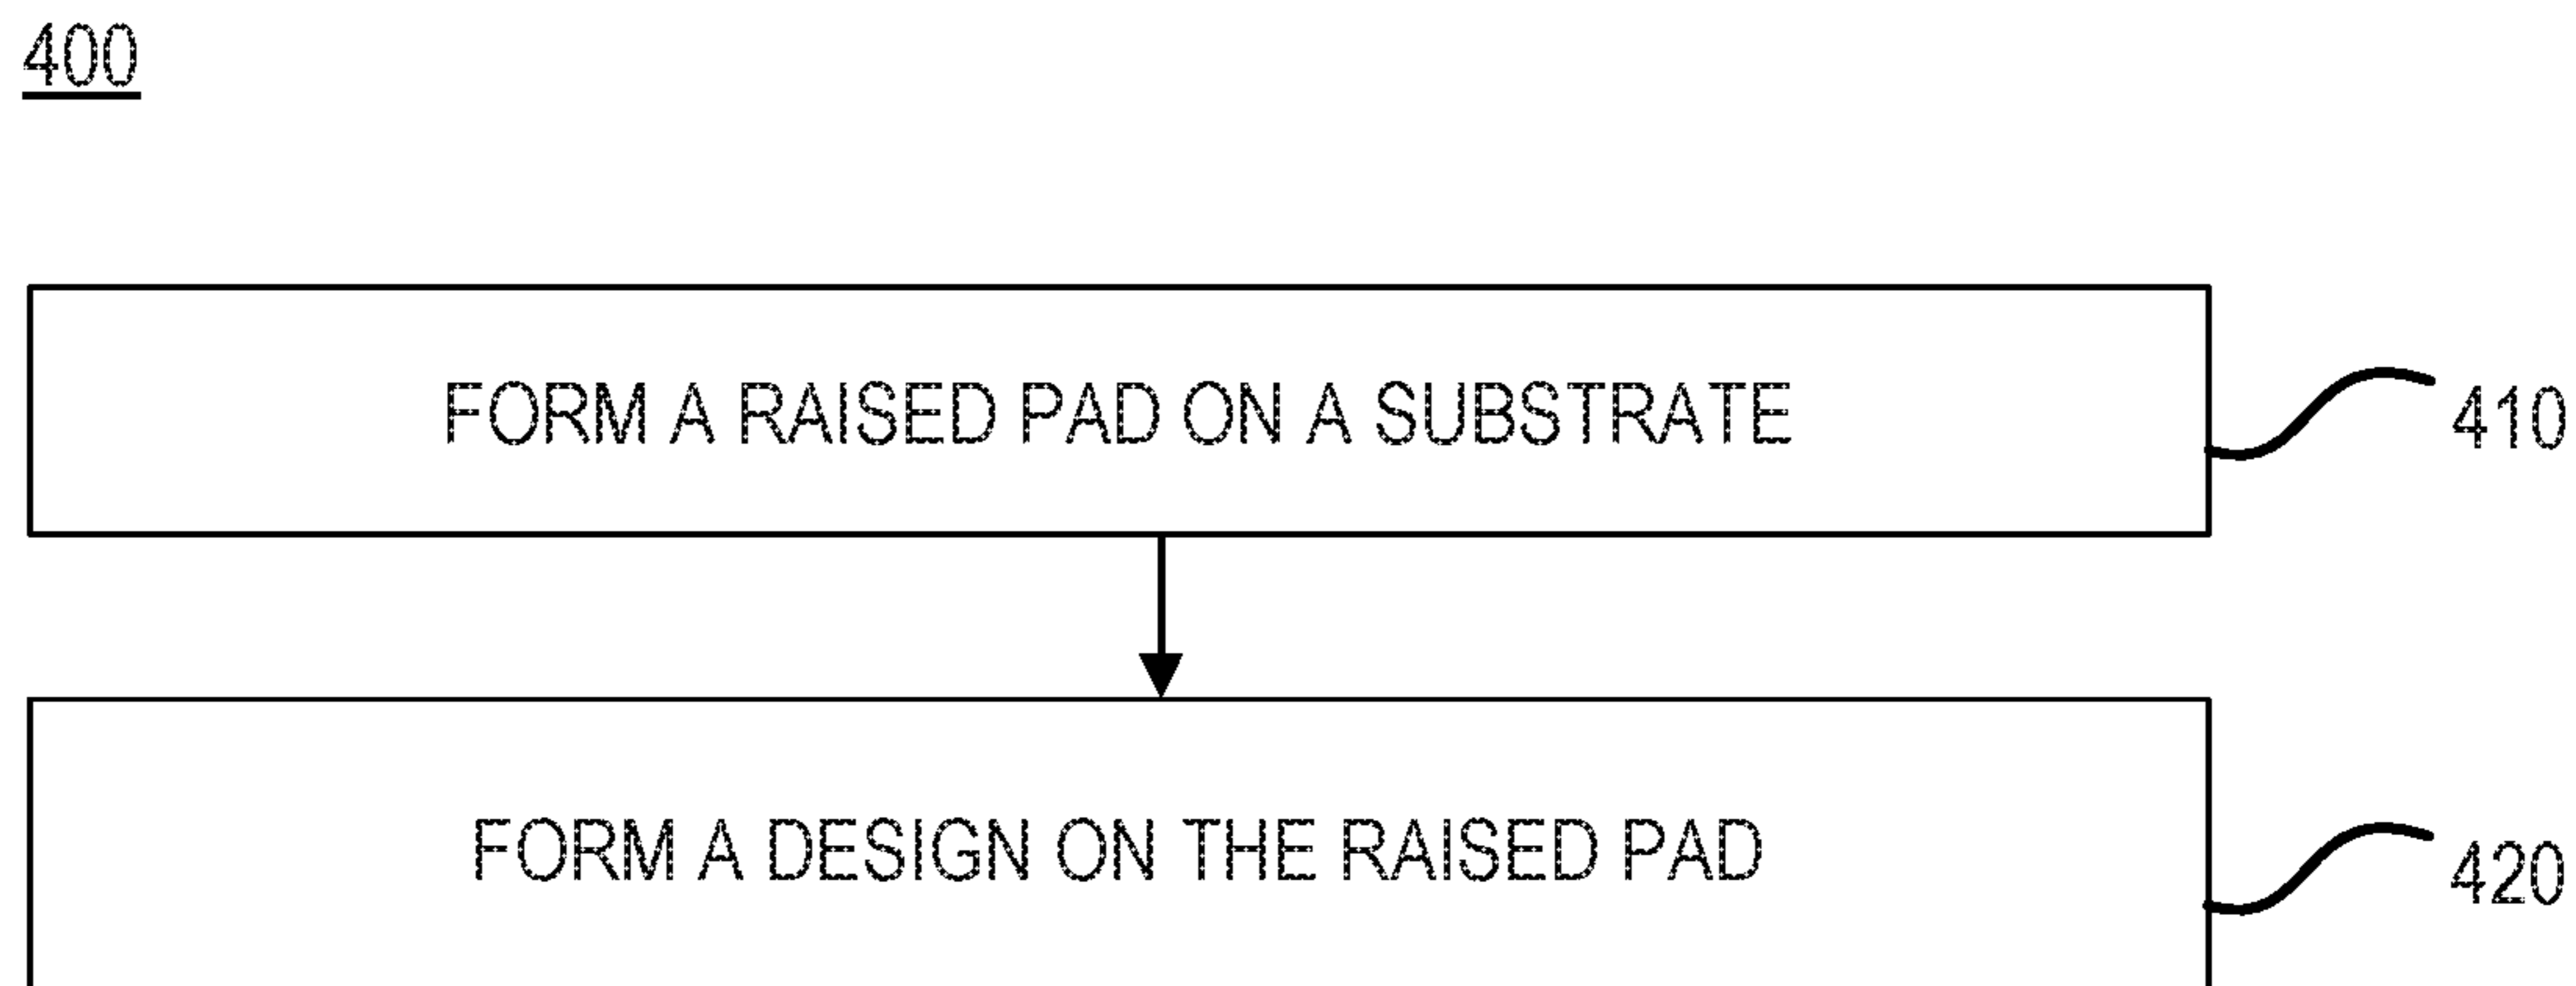 400
FORM A RAISED PAD ON A SUBSTRATE
410
FORM A DESIGN ON THE RAISED PAD
420